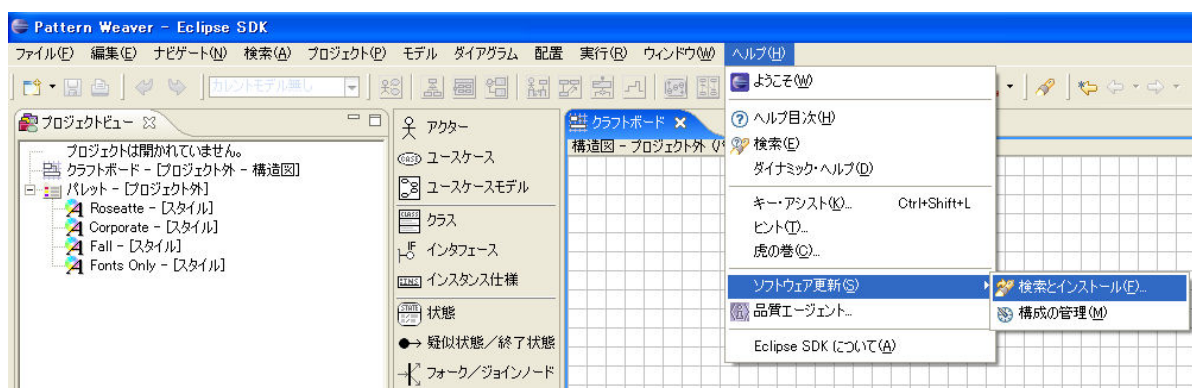 Pattern Weaver - Eclipse SDK
ファイル(F) 編集(E) ナビゲート(N) 検索(A) プロジェクト(P) モデル ダイアグラム 配置 実行(R) ウィンドウ(W) ヘルプ(H)
カレントモデル無し
プロジェクトビュー
プロジェクトは開かれていません。
クラフトボード - [プロジェクト外 - 構造図]
パレット - [プロジェクト外]
Roseatte - [スタイル]
Corporate - [スタイル]
Fall - [スタイル]
Fonts Only - [スタイル]
アクター
ユースケース
ユースケースモデル
クラス
インタフェース
インスタンス仕様
状態
疑似状態／終了状態
フォーク／ジョインノード
クラフトボード
構造図 - プロジェクト外
ようこそ(W)
ヘルプ目次(H)
検索(E)
ダイナミック・ヘルプ(D)
キー・アシスト(K)... Ctrl+Shift+L
ヒント(T)...
虎の巻(C)...
ソフトウェア更新(S)
品質エージェント...
Eclipse SDK について(A)
検索とインストール(F)...
構成の管理(M)